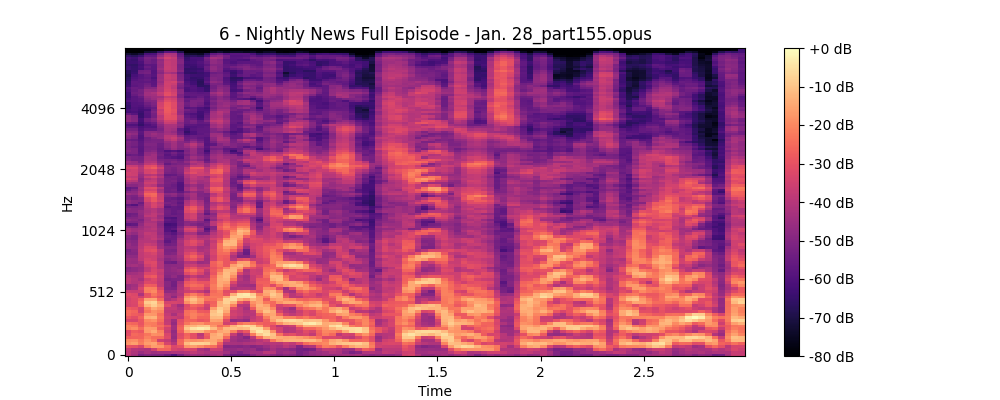 6 - Nightly News Full Episode - Jan. 28_part155.opus
Hz
4096
2048
1024
512
0
0
0.5
1
1.5
2
2.5
Time
+0 dB
-10 dB
-20 dB
-30 dB
-40 dB
-50 dB
-60 dB
-70 dB
-80 dB